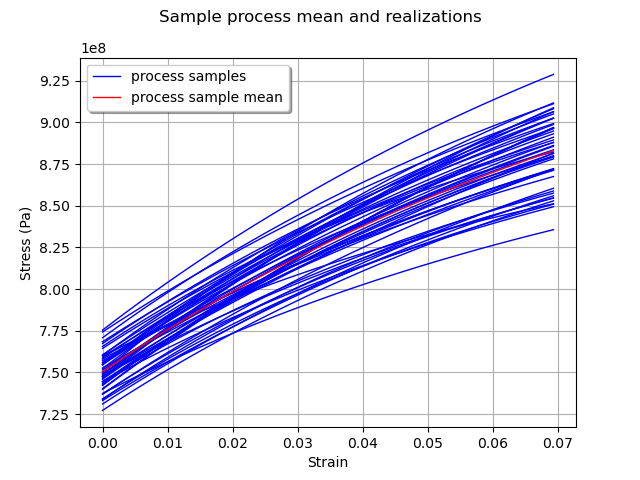 Sample process mean and realizations
1e8
process samples
process sample mean
9.25
9.00
8.75
8.50
8.25
8.00
7.75
7.50
7.25
Stress (Pa)
0.00 0.01 0.02 0.03 0.04 0.05 0.06 0.07
Strain